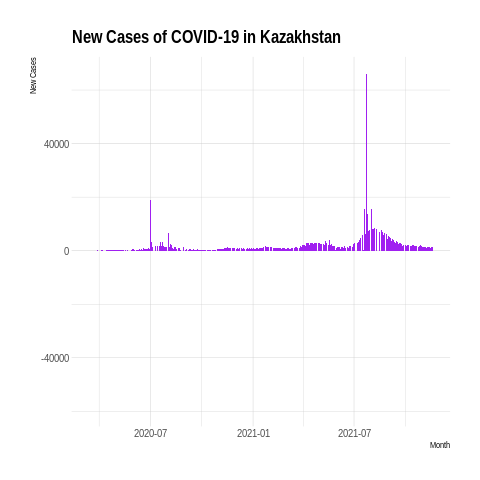 New Cases of COVID-19 in Kazakhstan
New Cases
40000
0
-40000
2020-07
2021-01
2021-07
Month